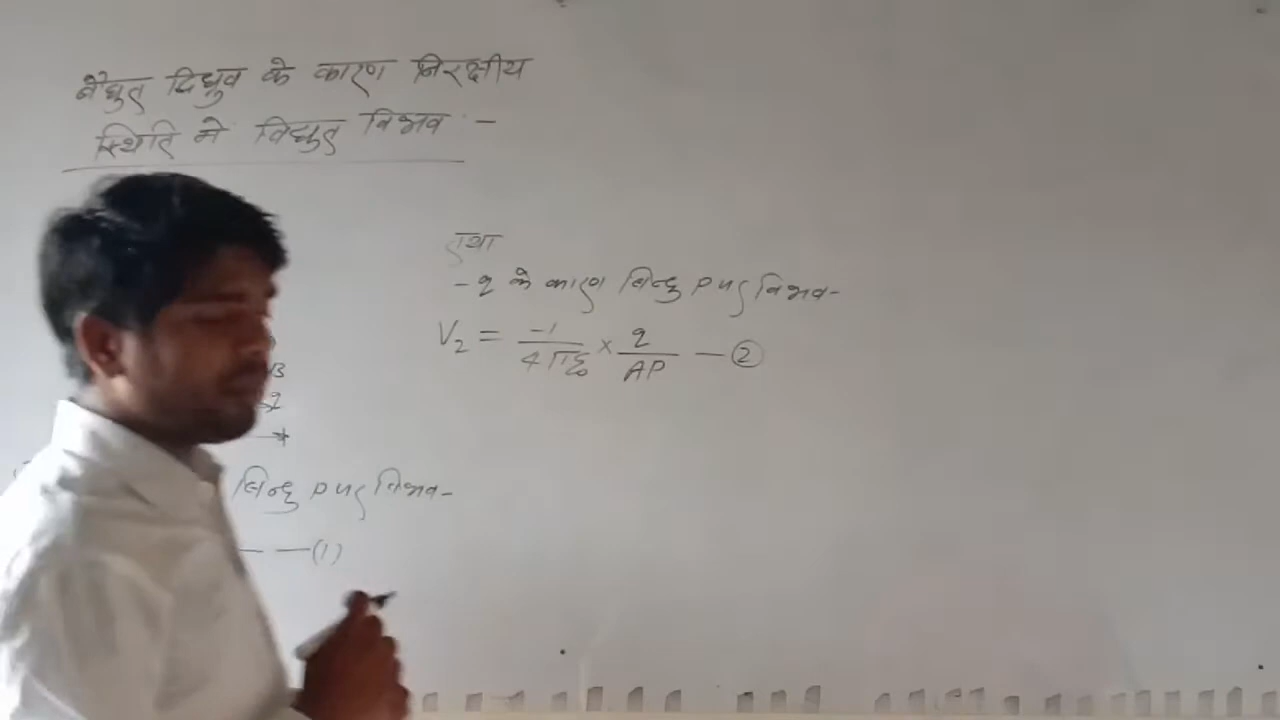 वैद्युत द्विध्रुव के कारण निरक्षीय
स्थिति में विद्युत विभव :-
B
q
बिन्दु P पर विभव-
— —(1)
तथा
-q के कारण बिन्दु P पर विभव-
V₂ = -1/4πε₀ × q/AP — ②